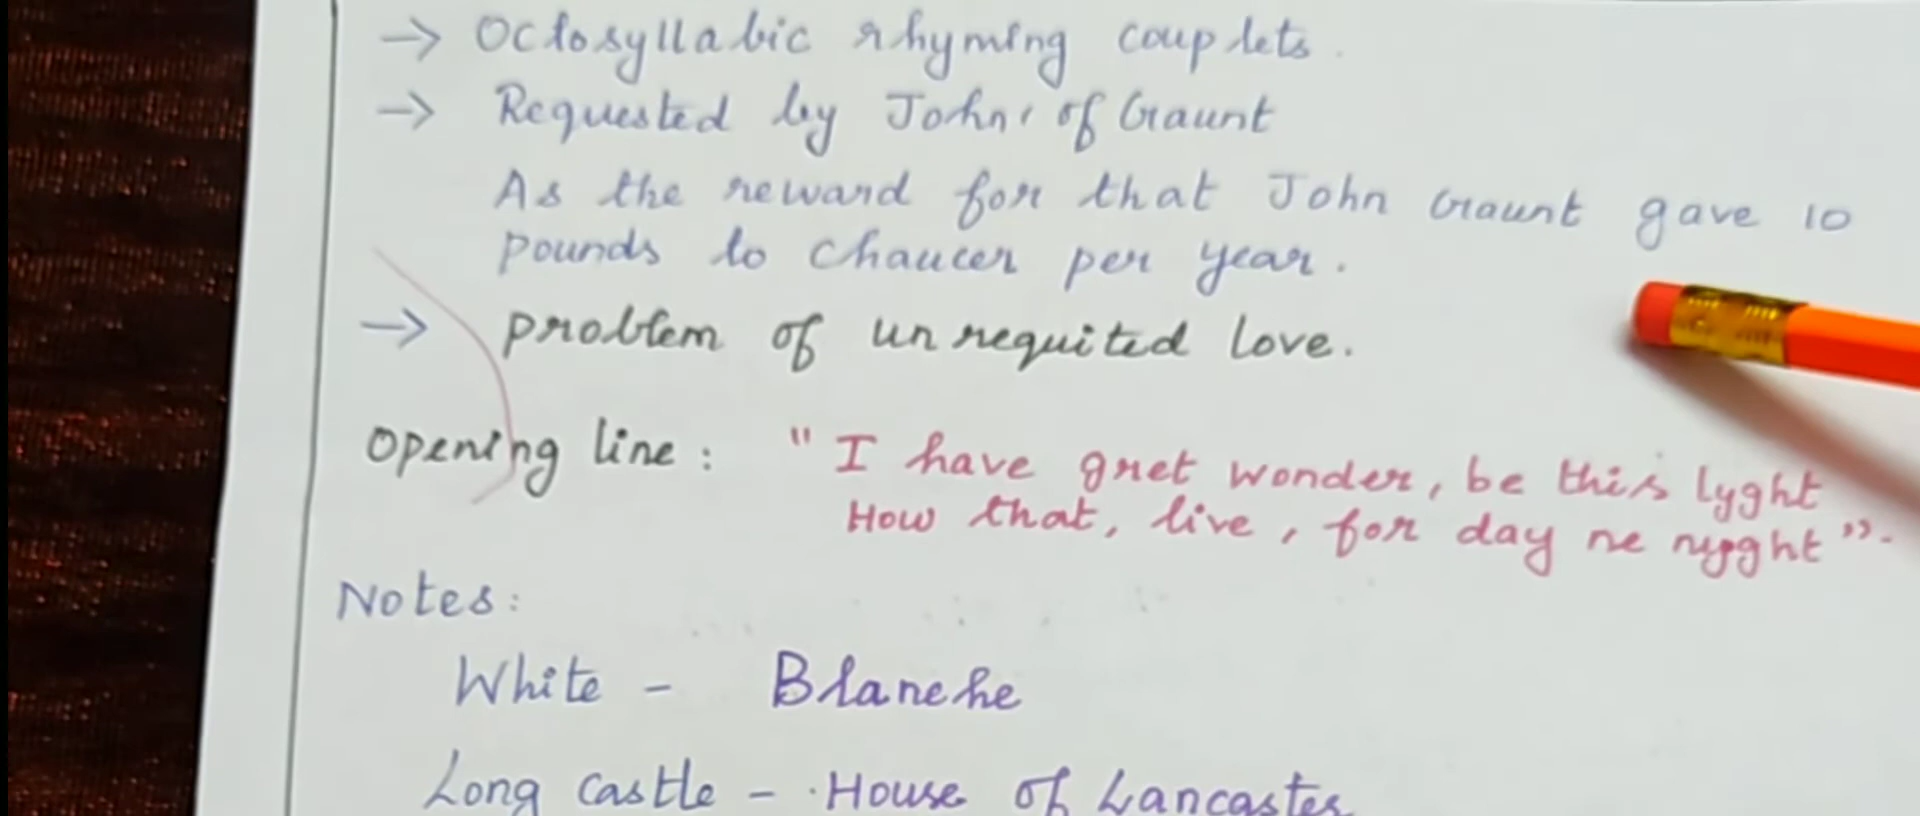 → Octosyllabic rhyming couplets.
→ Requested by John of Gaunt
As the reward for that John Gaunt gave 10
pounds to Chaucer per year.
→ problem of unrequited love.
Opening line : "I have gret wonder, be this lyght
How that, live, for day ne nyght".
Notes:
White - Blanche
Long castle - House of Lancaster